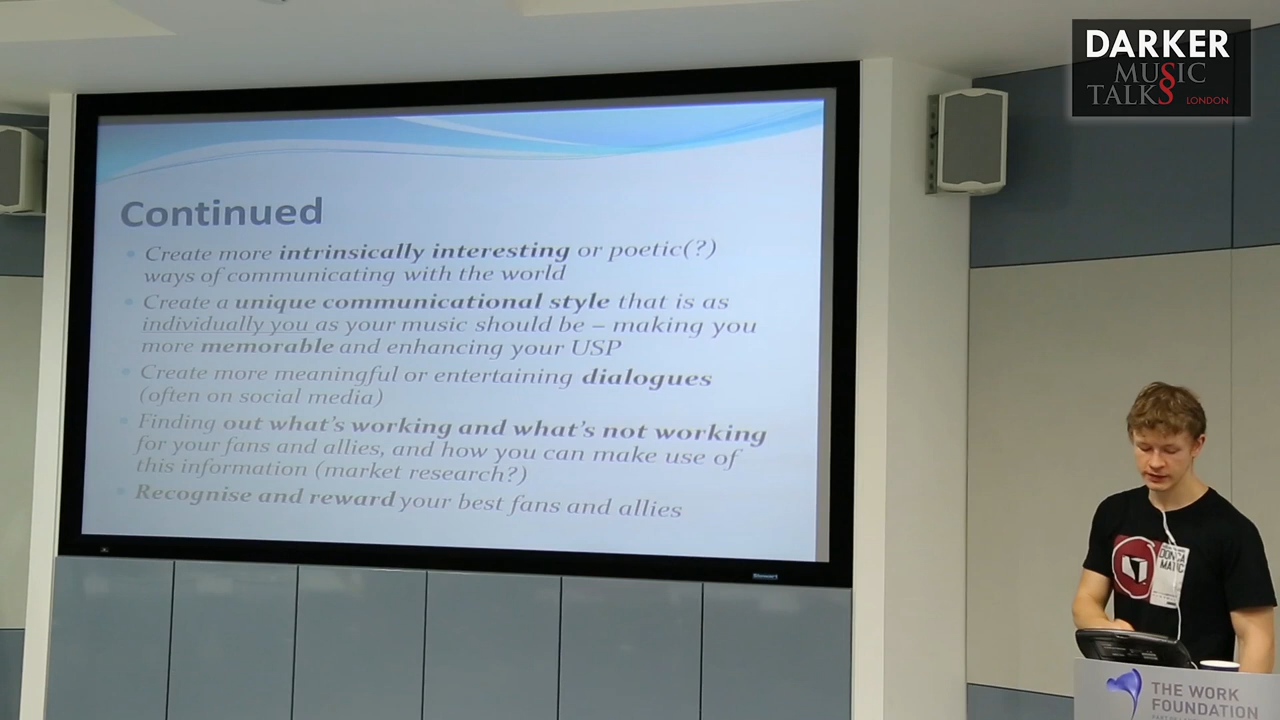 DARKER
MUSIC
TALKS
LONDON
Continued
Create more intrinsically interesting or poetic(?)
ways of communicating with the world
Create a unique communicational style that is as
individually you as your music should be – making you
more memorable and enhancing your USP
Create more meaningful or entertaining dialogues
(often on social media)
Finding out what's working and what's not working
for your fans and allies, and how you can make use of
this information (market research?)
Recognise and reward your best fans and allies
Stewart
DON'A
MATIC
THE WORK
FOUNDATION